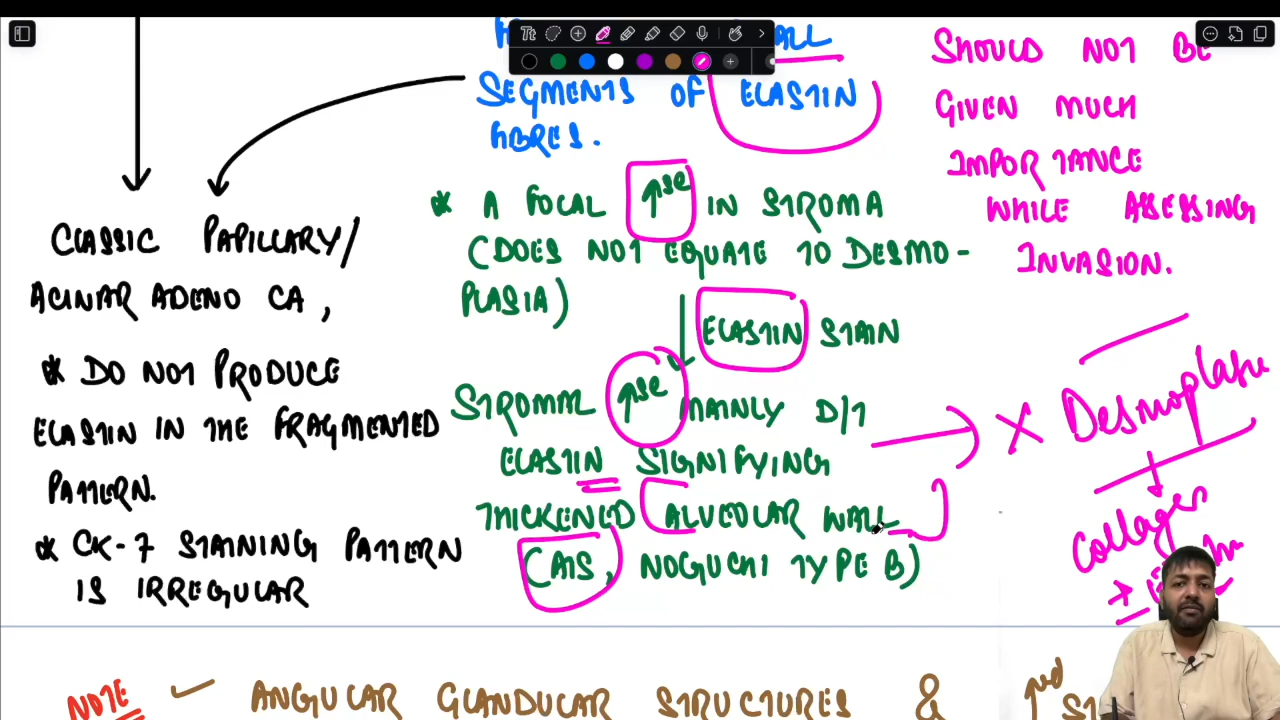 Tt
ALL
SEGMENTS OF ELASTIN
FIBRES.
* A FOCAL ↑se IN STROMA
(DOES NOT EQUATE TO DESMO-
PLASIA)
ELASTIN STAIN
STROMAL ↑se MAINLY D/T
ELASTIN SIGNIFYING
THICKENED ALVEOLAR WALL
(AIS, NOGUCHI TYPE B)
CLASSIC PAPILLARY/
ACINAR ADENO CA,
* DO NOT PRODUCE
ELASTIN IN THE FRAGMENTED
PATTERN.
* CK-7 STAINING PATTERN
IS IRREGULAR
SHOULD NOT BE
GIVEN MUCH
IMPORTANCE
WHILE ASSESSING
INVASION.
X Desmoplasia
Collagen
NOTE ✓ ANGULAR GLANDULAR STRUCTURES &